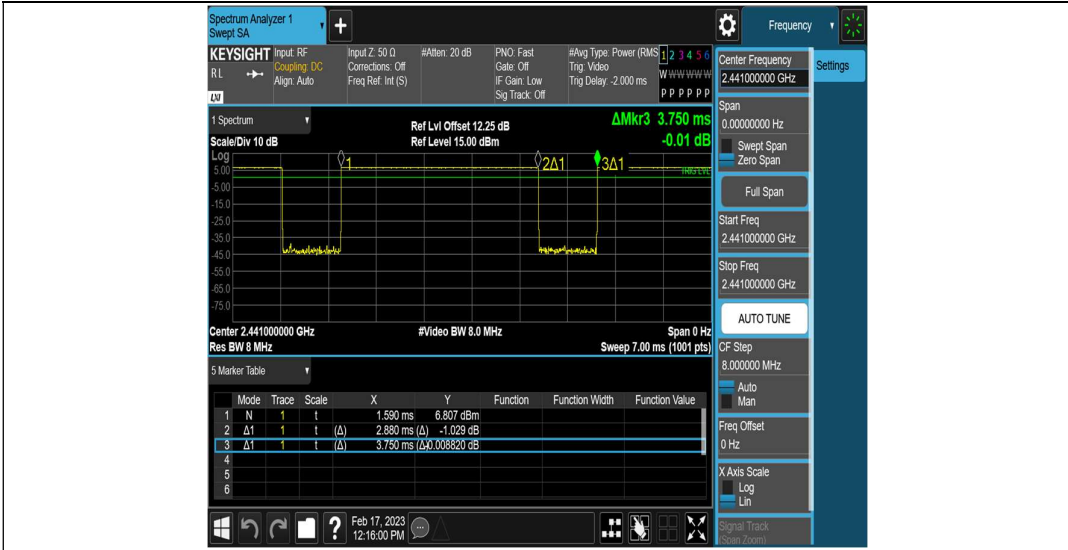 Spectrum Analyzer 1
Swept SA
+
Frequency
KEYSIGHT Input: RF Input Z: 50 Ω #Atten: 20 dB PNO: Fast #Avg Type: Power (RMS 1 2 3 4 5 6
RL Coupling: DC Corrections: Off Gate: Off Trig: Video W W W W W W
Align: Auto Freq Ref: Int (S) IF Gain: Low Trig Delay: -2.000 ms
Sig Track: Off P P P P P P
LXI
1 Spectrum
Ref Lvl Offset 12.25 dB
ΔMkr3 3.750 ms
Scale/Div 10 dB Ref Level 15.00 dBm -0.01 dB
Log
1 2Δ1 3Δ1
TRIG LVL
5.00
-5.00
-15.0
-25.0
-35.0
-45.0
-55.0
-65.0
-75.0
Center 2.441000000 GHz #Video BW 8.0 MHz Span 0 Hz
Res BW 8 MHz Sweep 7.00 ms (1001 pts)
5 Marker Table
Mode Trace Scale X Y Function Function Width Function Value
1 N 1 t 1.590 ms 6.807 dBm
2 Δ1 1 t (Δ) 2.880 ms (Δ) -1.029 dB
3 Δ1 1 t (Δ) 3.750 ms (Δ) -0.008820 dB
4
5
6
?
Feb 17, 2023
12:16:00 PM
Center Frequency
2.441000000 GHz
Settings
Span
0.00000000 Hz
Swept Span
Zero Span
Full Span
Start Freq
2.441000000 GHz
Stop Freq
2.441000000 GHz
AUTO TUNE
CF Step
8.000000 MHz
Auto
Man
Freq Offset
0 Hz
X Axis Scale
Log
Lin
Signal Track
(Span Zoom)